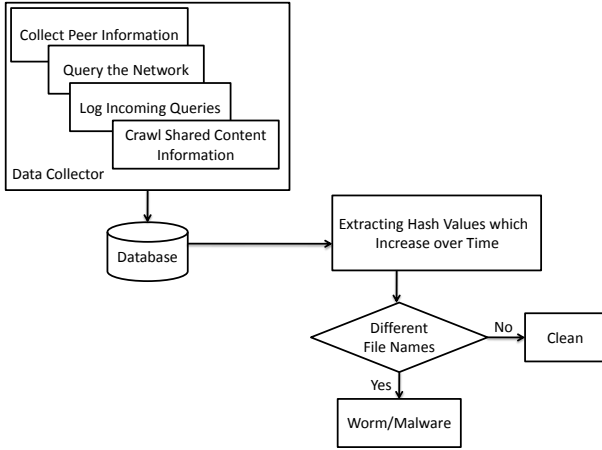 Collect Peer Information
Query the Network
Log Incoming Queries
Crawl Shared Content
Information
Data Collector
Database
Extracting Hash Values which
Increase over Time
Different
File Names
No
Clean
Yes
Worm/Malware